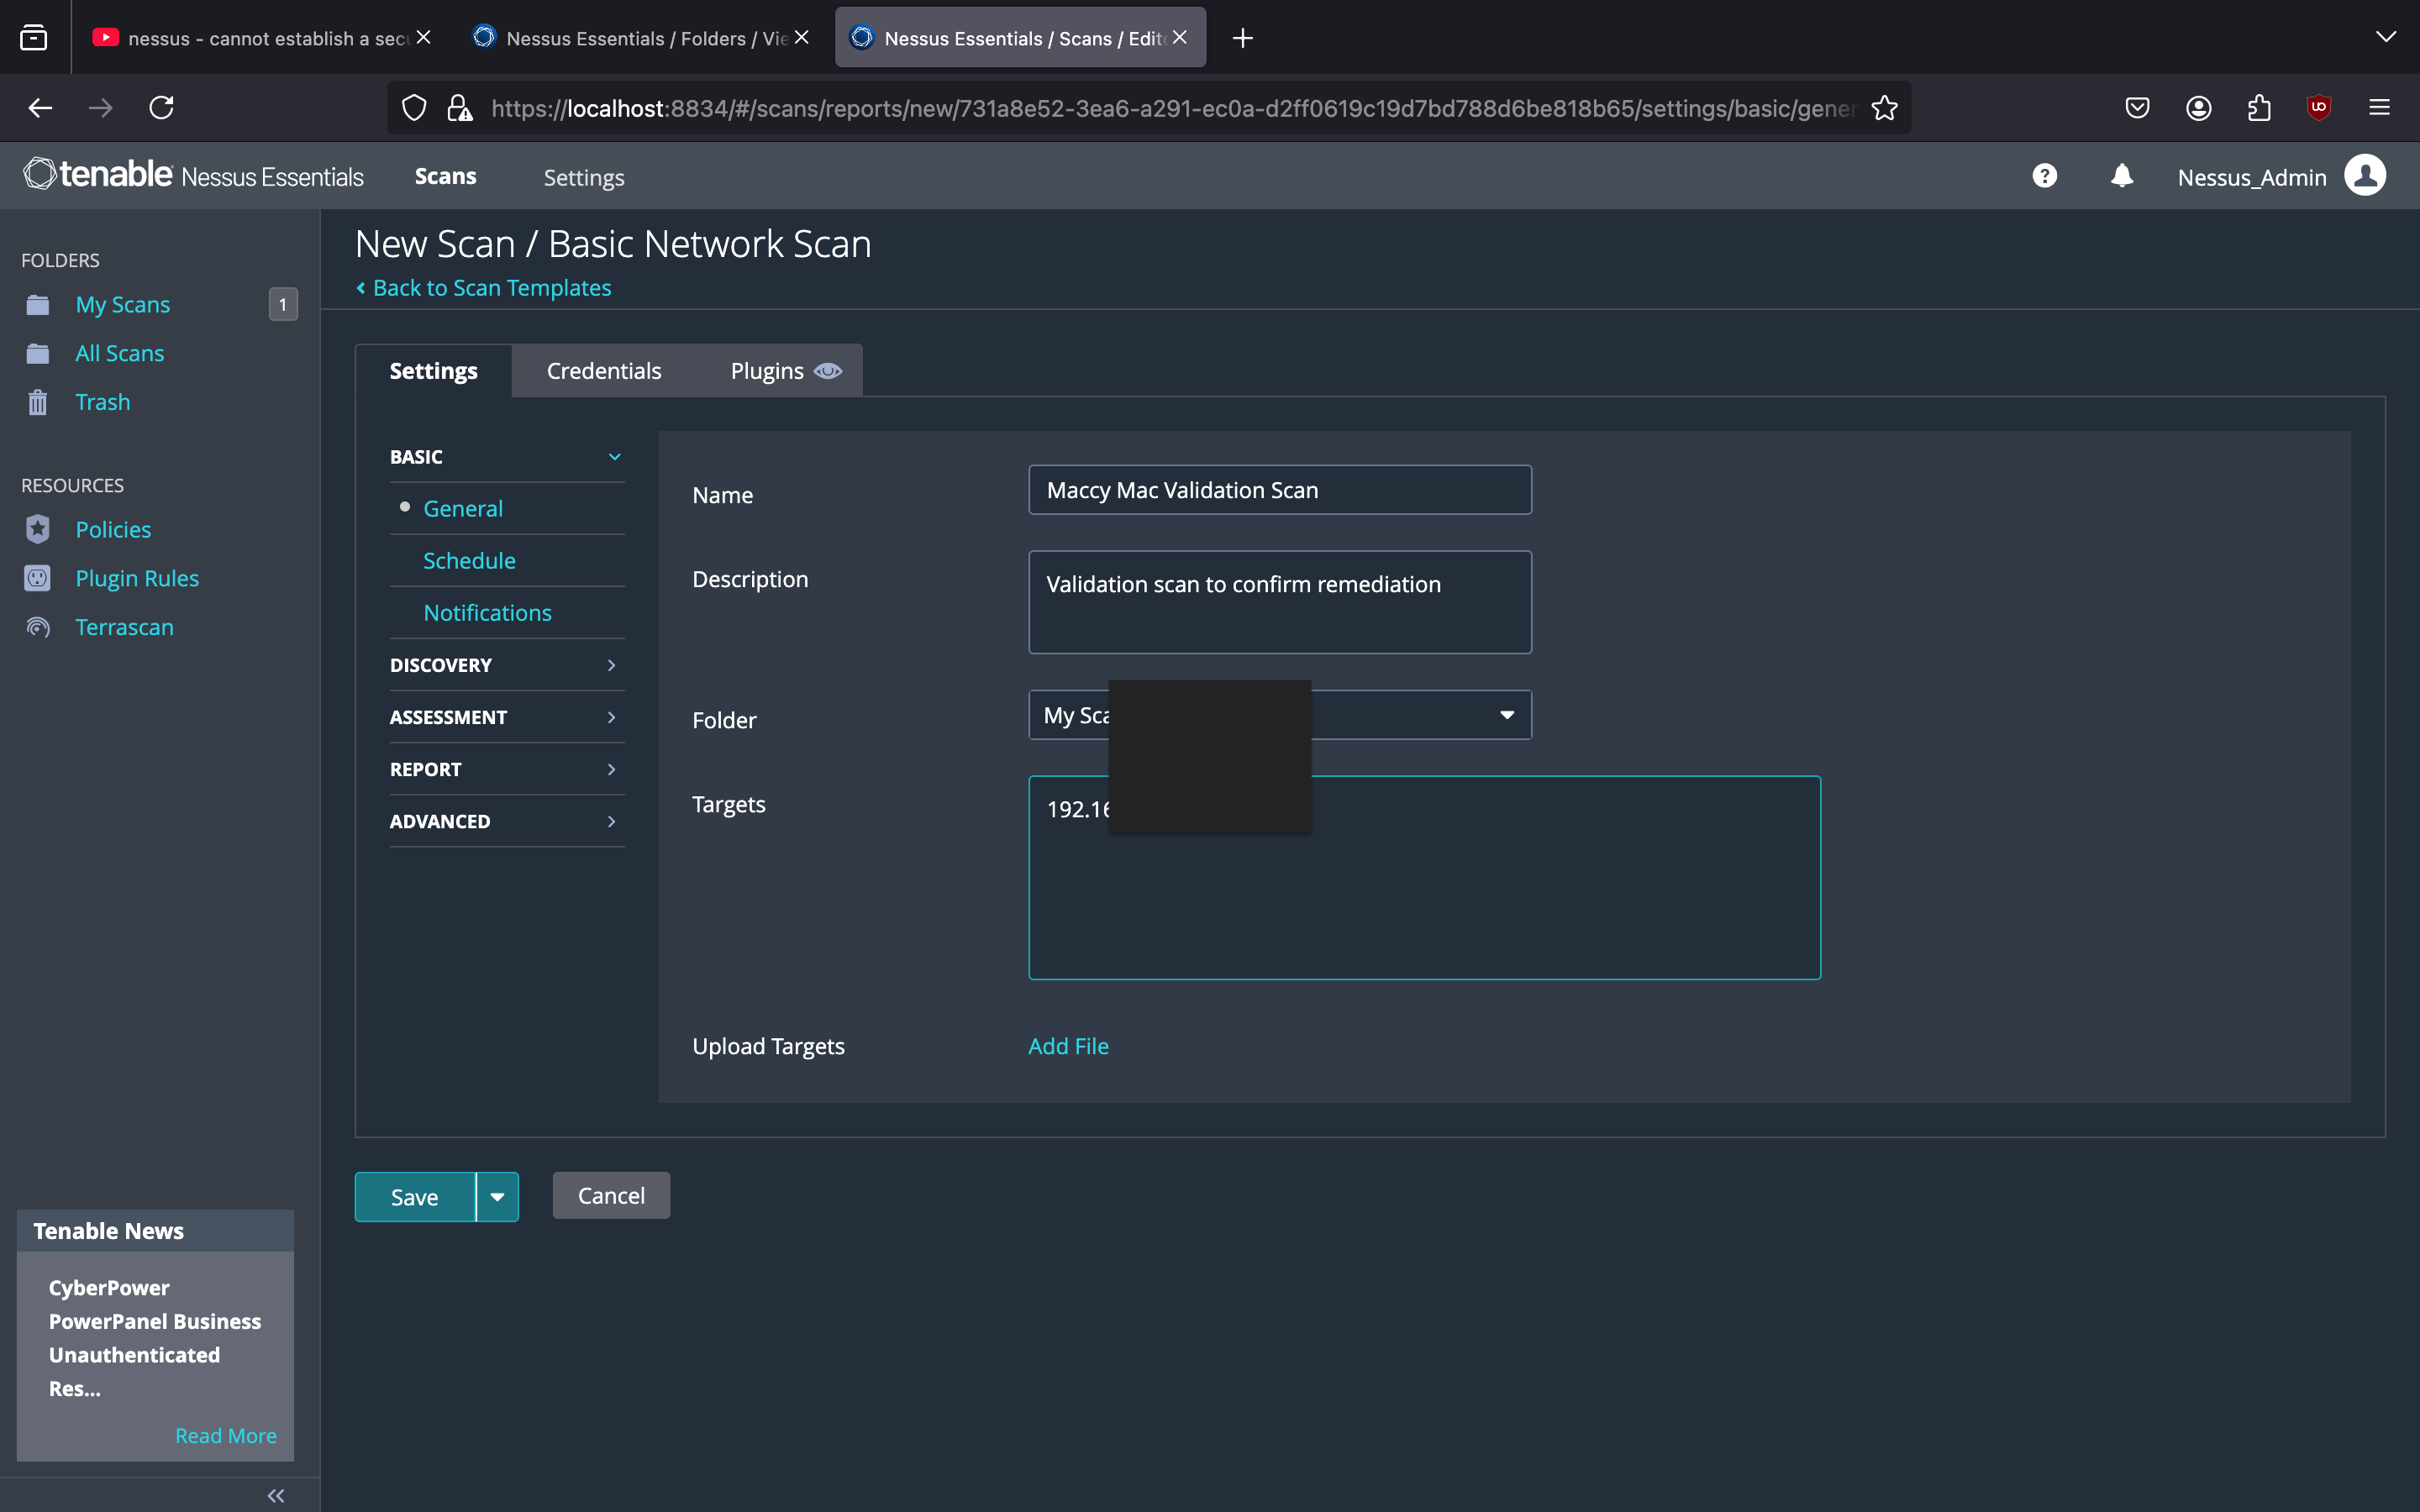 nessus - cannot establish a sec
Nessus Essentials / Folders / Vie
Nessus Essentials / Scans / Edit
https://localhost:8834/#/scans/reports/new/731a8e52-3ea6-a291-ec0a-d2ff0619c19d7bd788d6be818b65/settings/basic/gener
tenable Nessus Essentials
Scans
Settings
?
Nessus_Admin
FOLDERS
My Scans
1
All Scans
Trash
RESOURCES
Policies
Plugin Rules
Terrascan
New Scan / Basic Network Scan
Back to Scan Templates
Settings
Credentials
Plugins
BASIC
General
Schedule
Notifications
DISCOVERY
ASSESSMENT
REPORT
ADVANCED
Name
Maccy Mac Validation Scan
Description
Validation scan to confirm remediation
Folder
My Sca
Targets
192.16
Upload Targets
Add File
Save
Cancel
Tenable News
CyberPower
PowerPanel Business
Unauthenticated
Res...
Read More